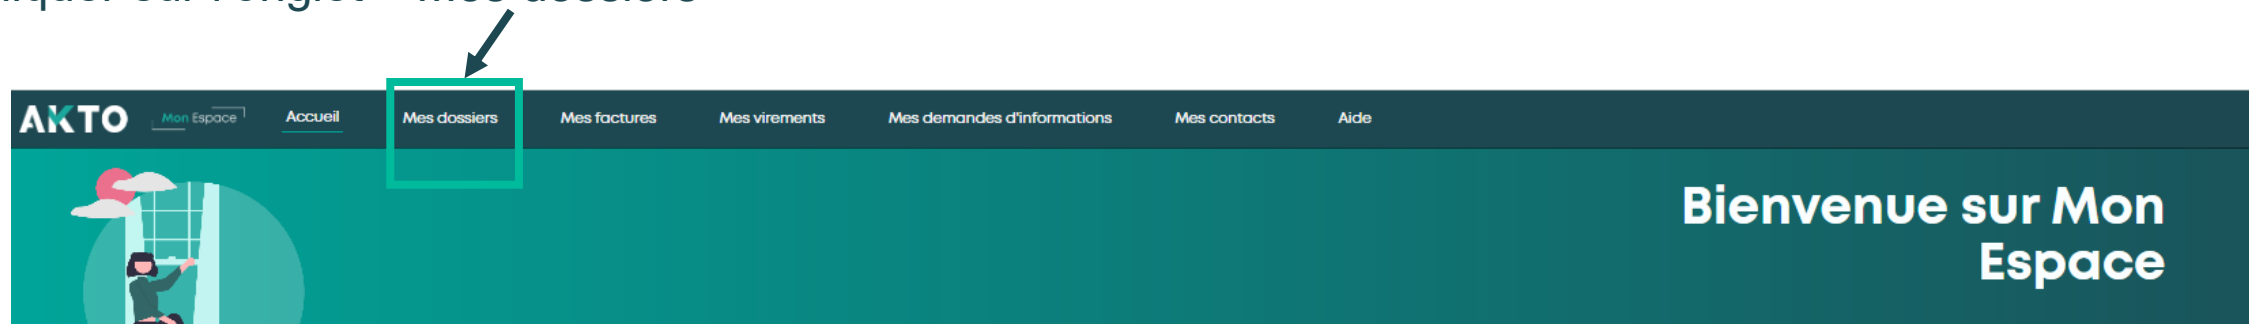 AKTO
Mon Espace
Accueil
Mes dossiers
Mes factures
Mes virements
Mes demandes d'informations
Mes contacts
Aide
Bienvenue sur Mon
Espace